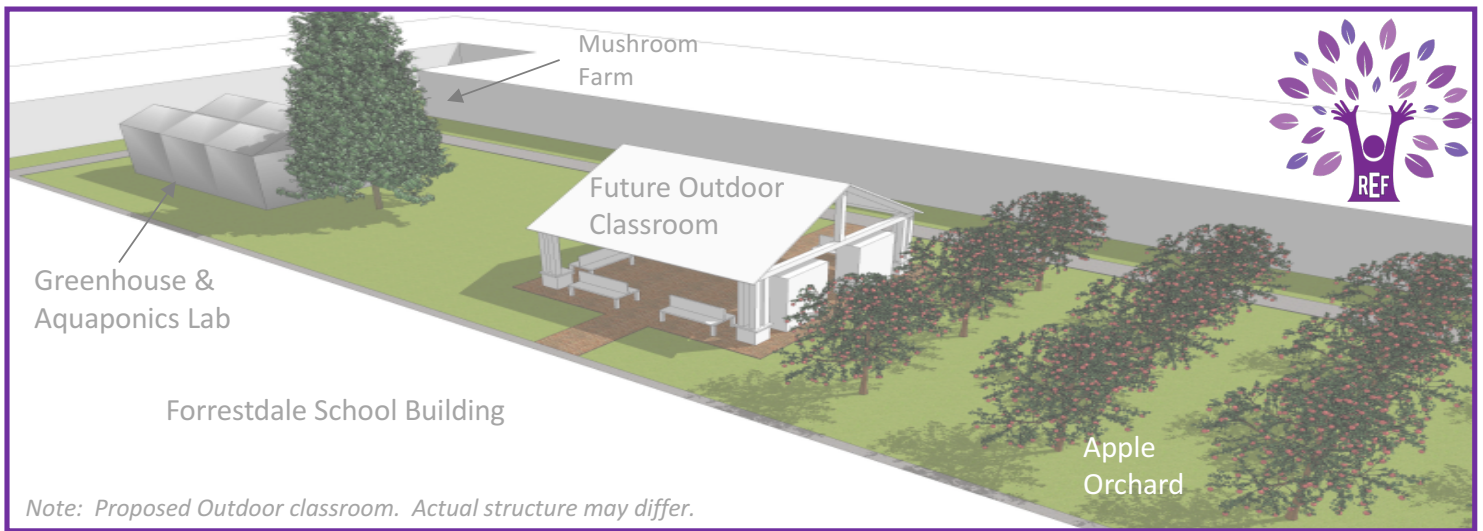 Mushroom
Farm
REF
Future Outdoor
Classroom
Greenhouse &
Aquaponics Lab
Forrestdale School Building
Apple
Orchard
Note:  Proposed Outdoor classroom.  Actual structure may differ.